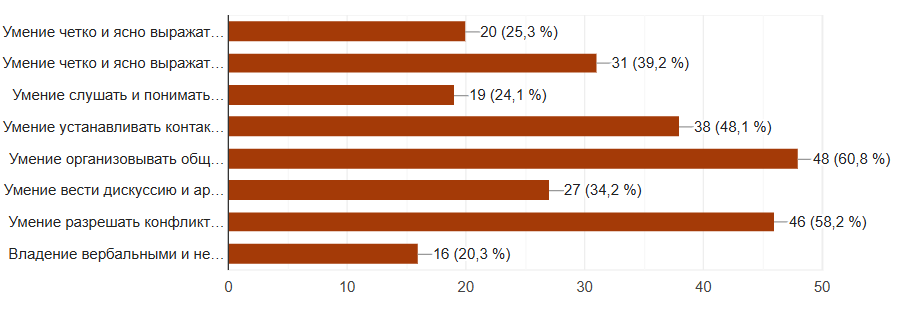 Умение четко и ясно выражат… 20 (25,3 %)
Умение четко и ясно выражат… 31 (39,2 %)
Умение слушать и понимать… 19 (24,1 %)
Умение устанавливать контак… 38 (48,1 %)
Умение организовывать общ… 48 (60,8 %)
Умение вести дискуссию и ар… 27 (34,2 %)
Умение разрешать конфликт… 46 (58,2 %)
Владение вербальными и не… 16 (20,3 %)
0 10 20 30 40 50